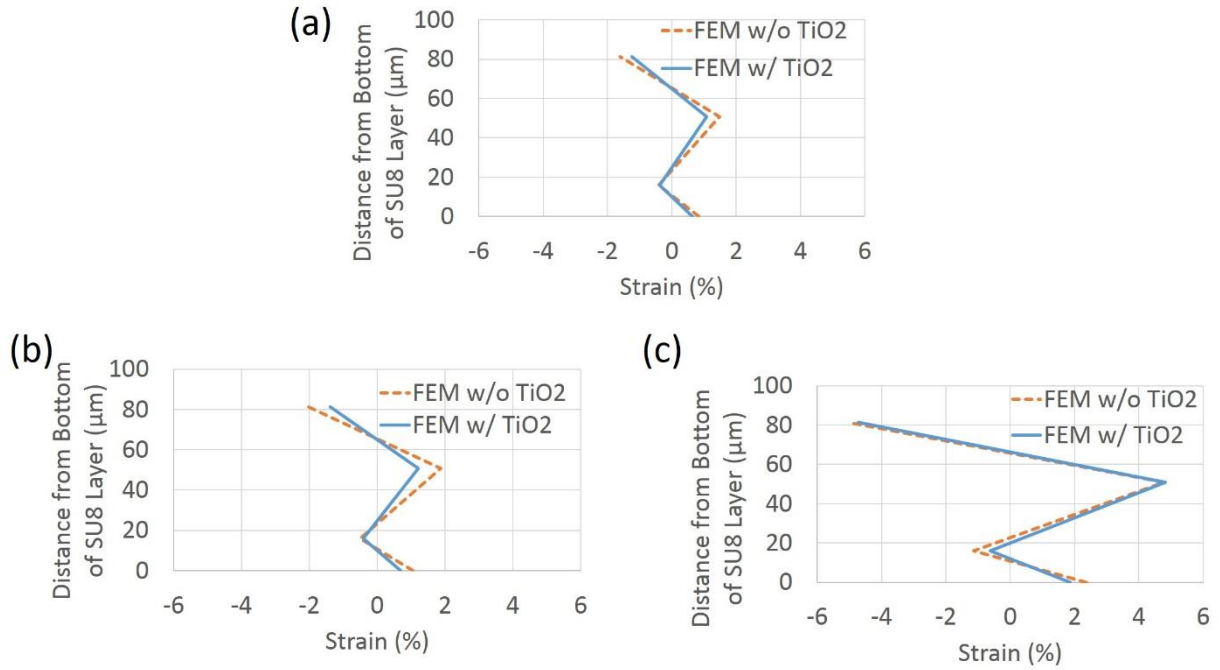 (a)
100
80
60
40
20
0
Distance from Bottom
of SU8 Layer (µm)
FEM w/o TiO2
FEM w/ TiO2
-6 -4 -2 0 2 4 6
Strain (%)
(b)
100
80
60
40
20
0
Distance from Bottom
of SU8 Layer (µm)
FEM w/o TiO2
FEM w/ TiO2
-6 -4 -2 0 2 4 6
Strain (%)
(c)
100
80
60
40
20
0
Distance from Bottom
of SU8 Layer (µm)
FEM w/o TiO2
FEM w/ TiO2
-6 -4 -2 0 2 4 6
Strain (%)